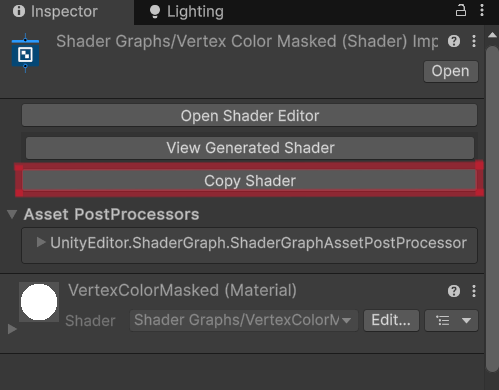 Inspector
Lighting
Shader Graphs/Vertex Color Masked (Shader) Imp
Open
Open Shader Editor
View Generated Shader
Copy Shader
Asset PostProcessors
UnityEditor.ShaderGraph.ShaderGraphAssetPostProcessor
VertexColorMasked (Material)
Shader Shader Graphs/VertexColorM Edit...